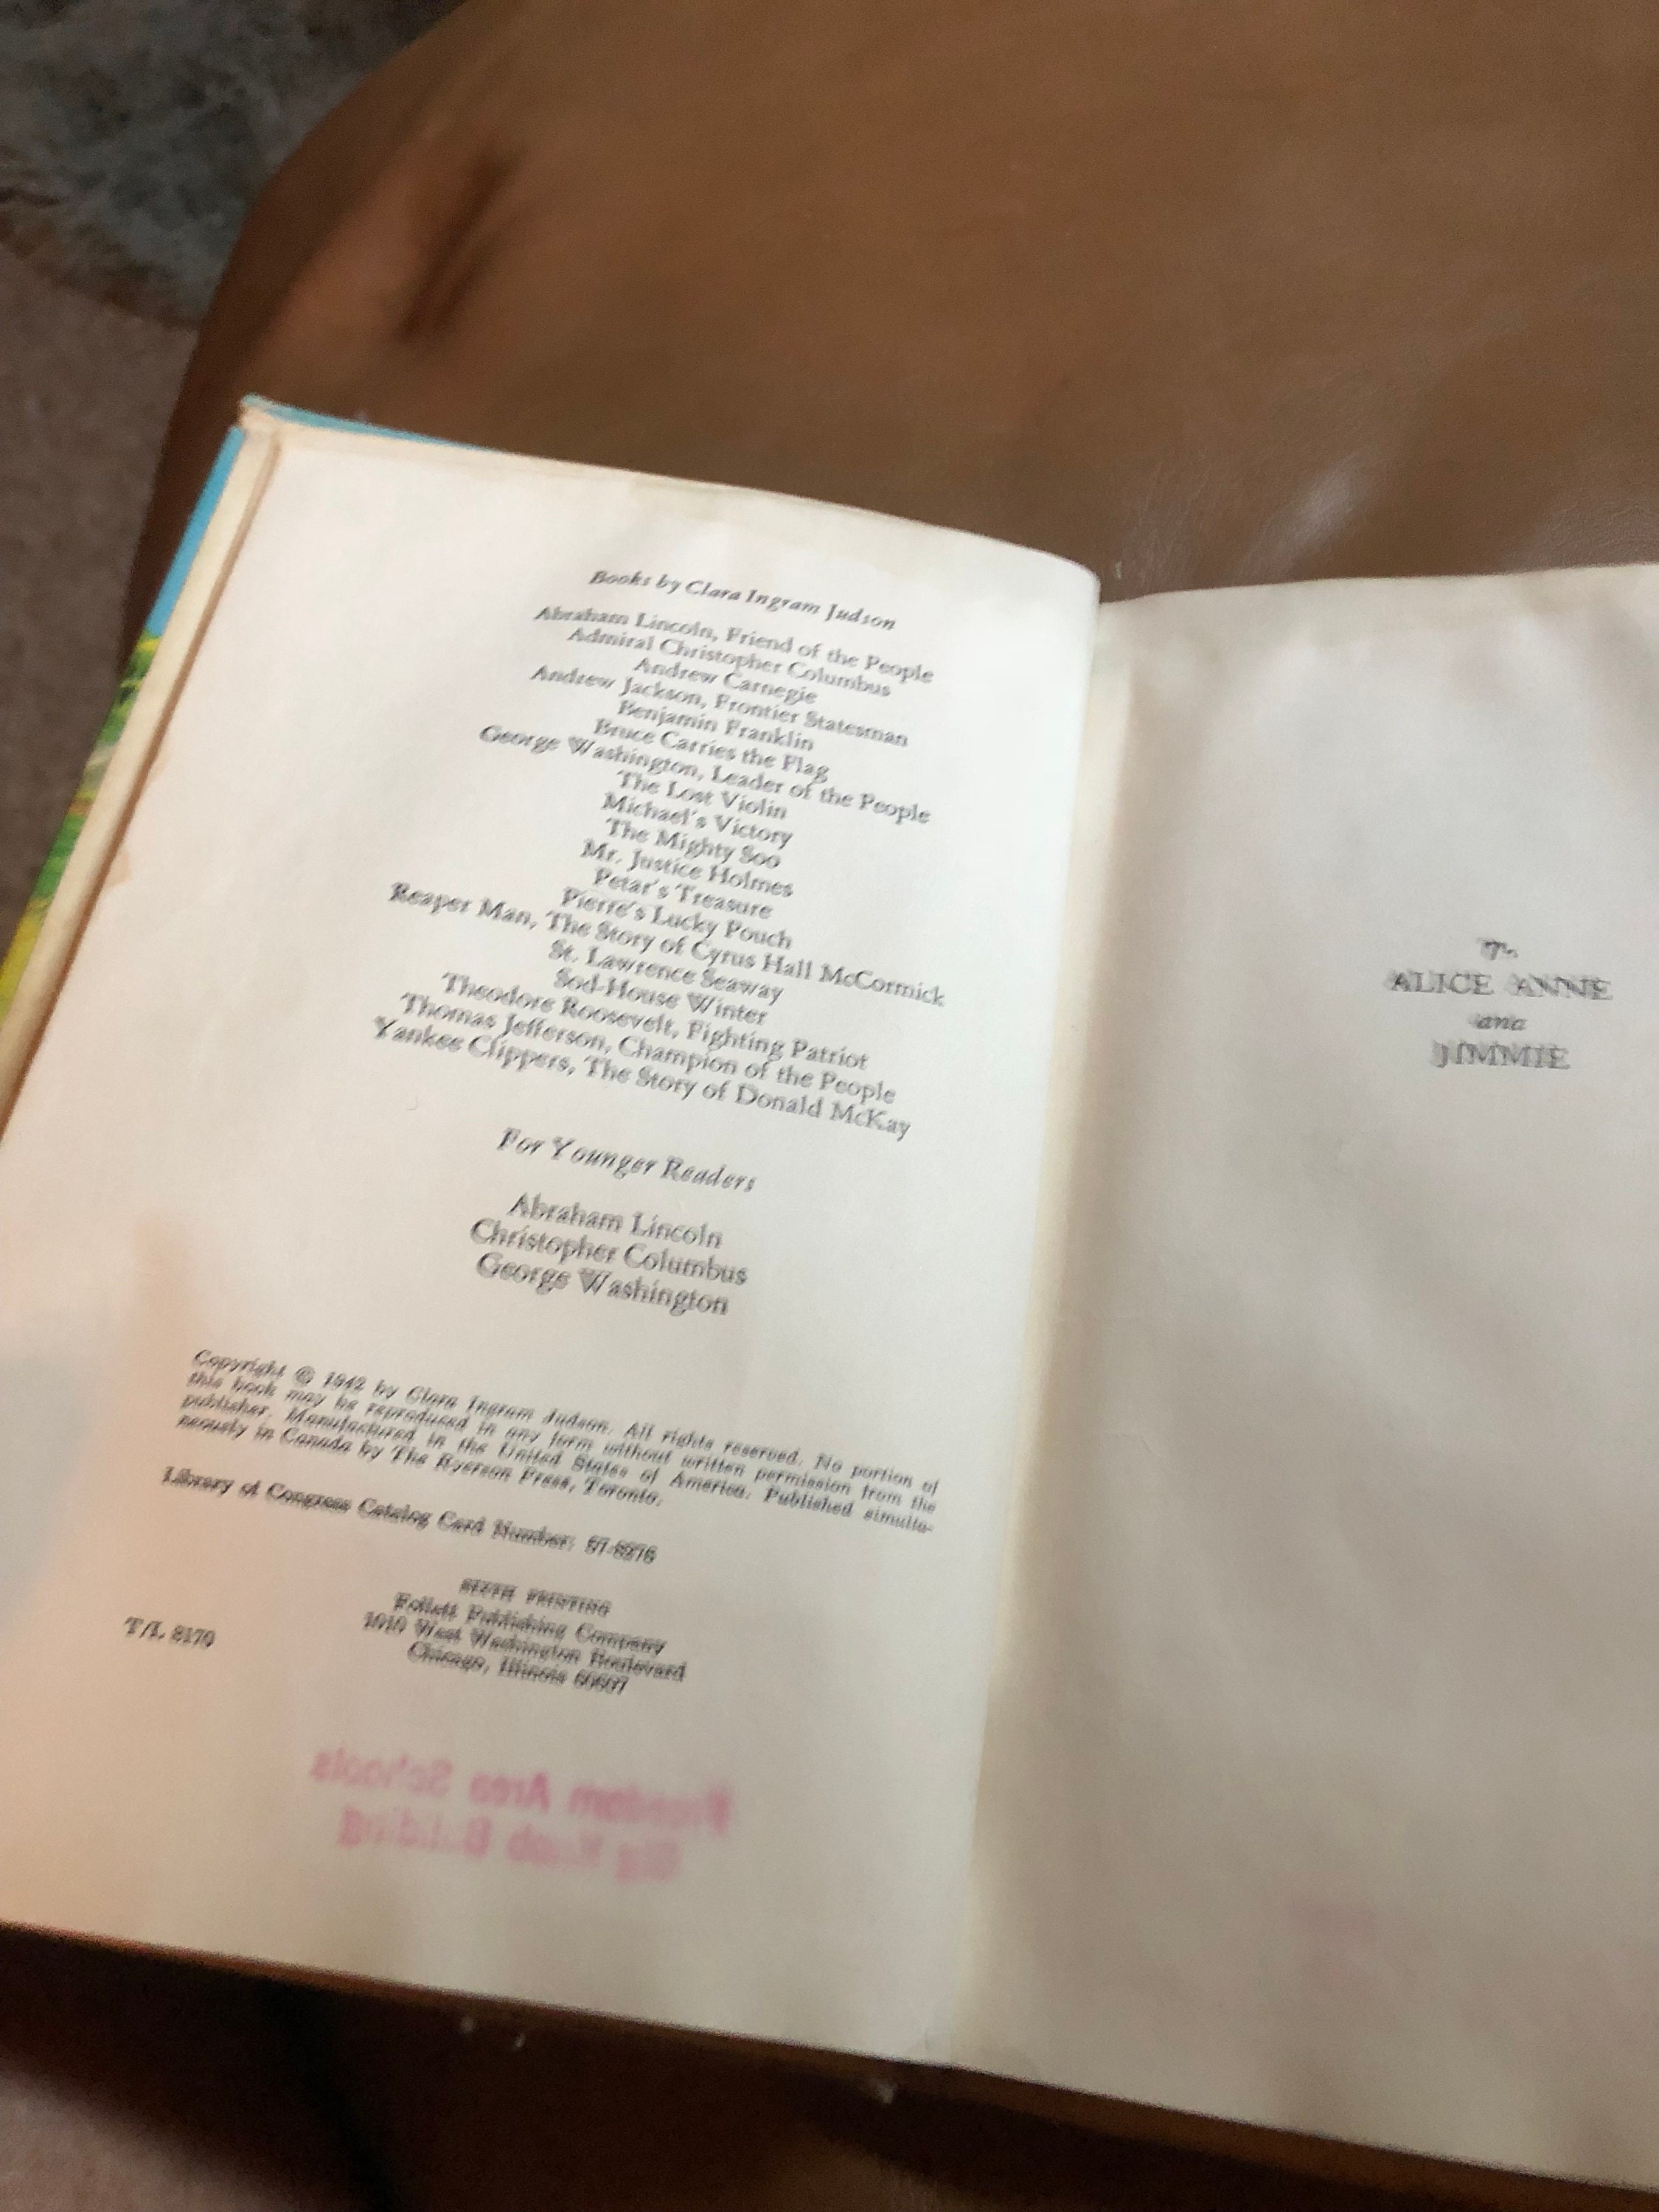 Books by Clara Ingram Judson
Abraham Lincoln, Friend of the People
Admiral Christopher Columbus
Andrew Carnegie
Andrew Jackson, Frontier Statesman
Benjamin Franklin
Bruce Carries the Flag
George Washington, Leader of the People
The Lost Violin
Michael's Victory
The Mighty Soo
Mr. Justice Holmes
Petar's Treasure
Pierre's Lucky Pouch
Reaper Man, The Story of Cyrus Hall McCormick
St. Lawrence Seaway
Sod-House Winter
Theodore Roosevelt, Fighting Patriot
Thomas Jefferson, Champion of the People
Yankee Clippers, The Story of Donald McKay
For Younger Readers
Abraham Lincoln
Christopher Columbus
George Washington
Copyright © 1942 by Clara Ingram Judson. All rights reserved. No portion of
this book may be reproduced in any form without written permission from the
publisher. Manufactured in the United States of America. Published simulta-
neously in Canada by The Ryerson Press, Toronto.
Library of Congress Catalog Card Number:
SIXTH PRINTING
Follett Publishing Company
1010 West Washington Boulevard
Chicago, Illinois 60607
T/L 8170
Freedom Area Schools
Big Knob Building
To
ALICE ANNE
and
JIMMIE